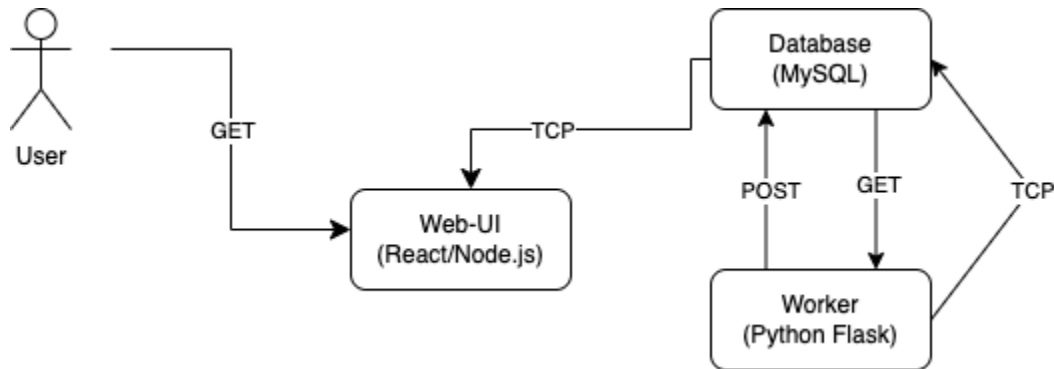 Database
(MySQL)
GET
User
TCP
POST
GET
TCP
Web-UI
(React/Node.js)
Worker
(Python Flask)